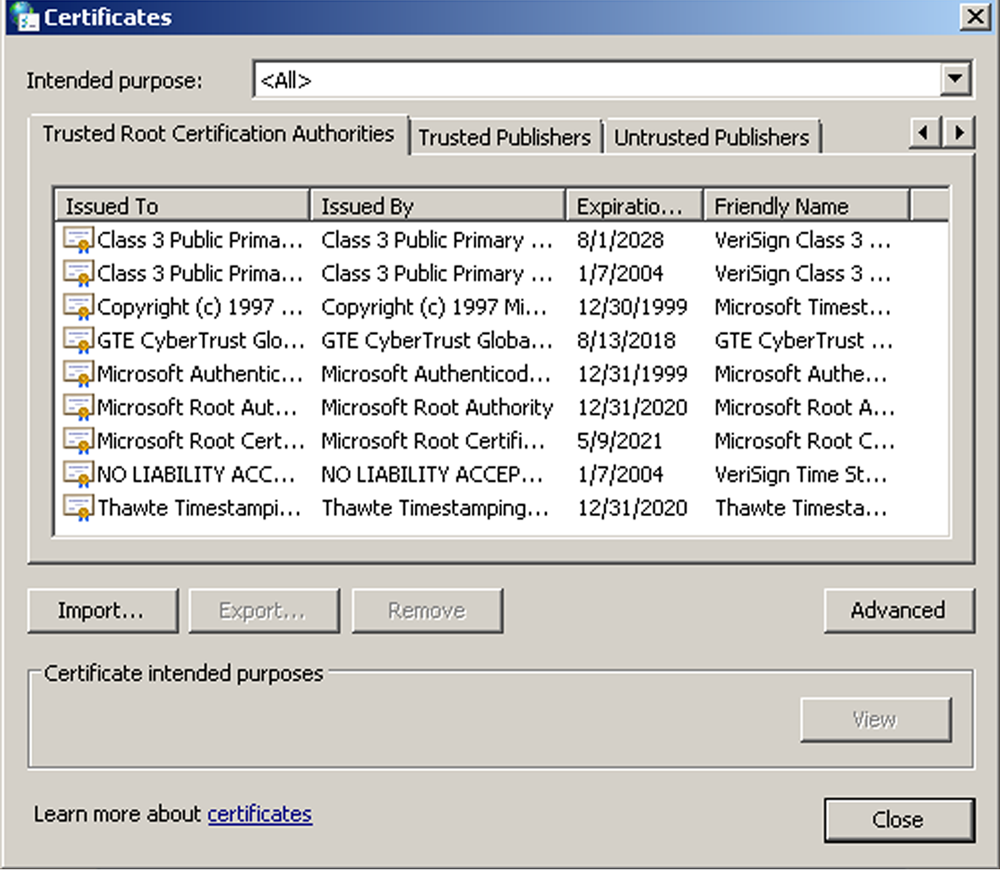 Certificates
Intended purpose: <All>
Trusted Root Certification Authorities Trusted Publishers Untrusted Publishers
Issued To Issued By Expiratio... Friendly Name
Class 3 Public Prima... Class 3 Public Primary ... 8/1/2028 VeriSign Class 3 ...
Class 3 Public Prima... Class 3 Public Primary ... 1/7/2004 VeriSign Class 3 ...
Copyright (c) 1997 ... Copyright (c) 1997 Mi... 12/30/1999 Microsoft Timest...
GTE CyberTrust Glo... GTE CyberTrust Globa... 8/13/2018 GTE CyberTrust ...
Microsoft Authentic... Microsoft Authenticod... 12/31/1999 Microsoft Authe...
Microsoft Root Aut... Microsoft Root Authority 12/31/2020 Microsoft Root A...
Microsoft Root Cert... Microsoft Root Certifi... 5/9/2021 Microsoft Root C...
NO LIABILITY ACC... NO LIABILITY ACCEP... 1/7/2004 VeriSign Time St...
Thawte Timestampi... Thawte Timestamping... 12/31/2020 Thawte Timesta...
Import... Export... Remove Advanced
Certificate intended purposes
View
Learn more about certificates
Close